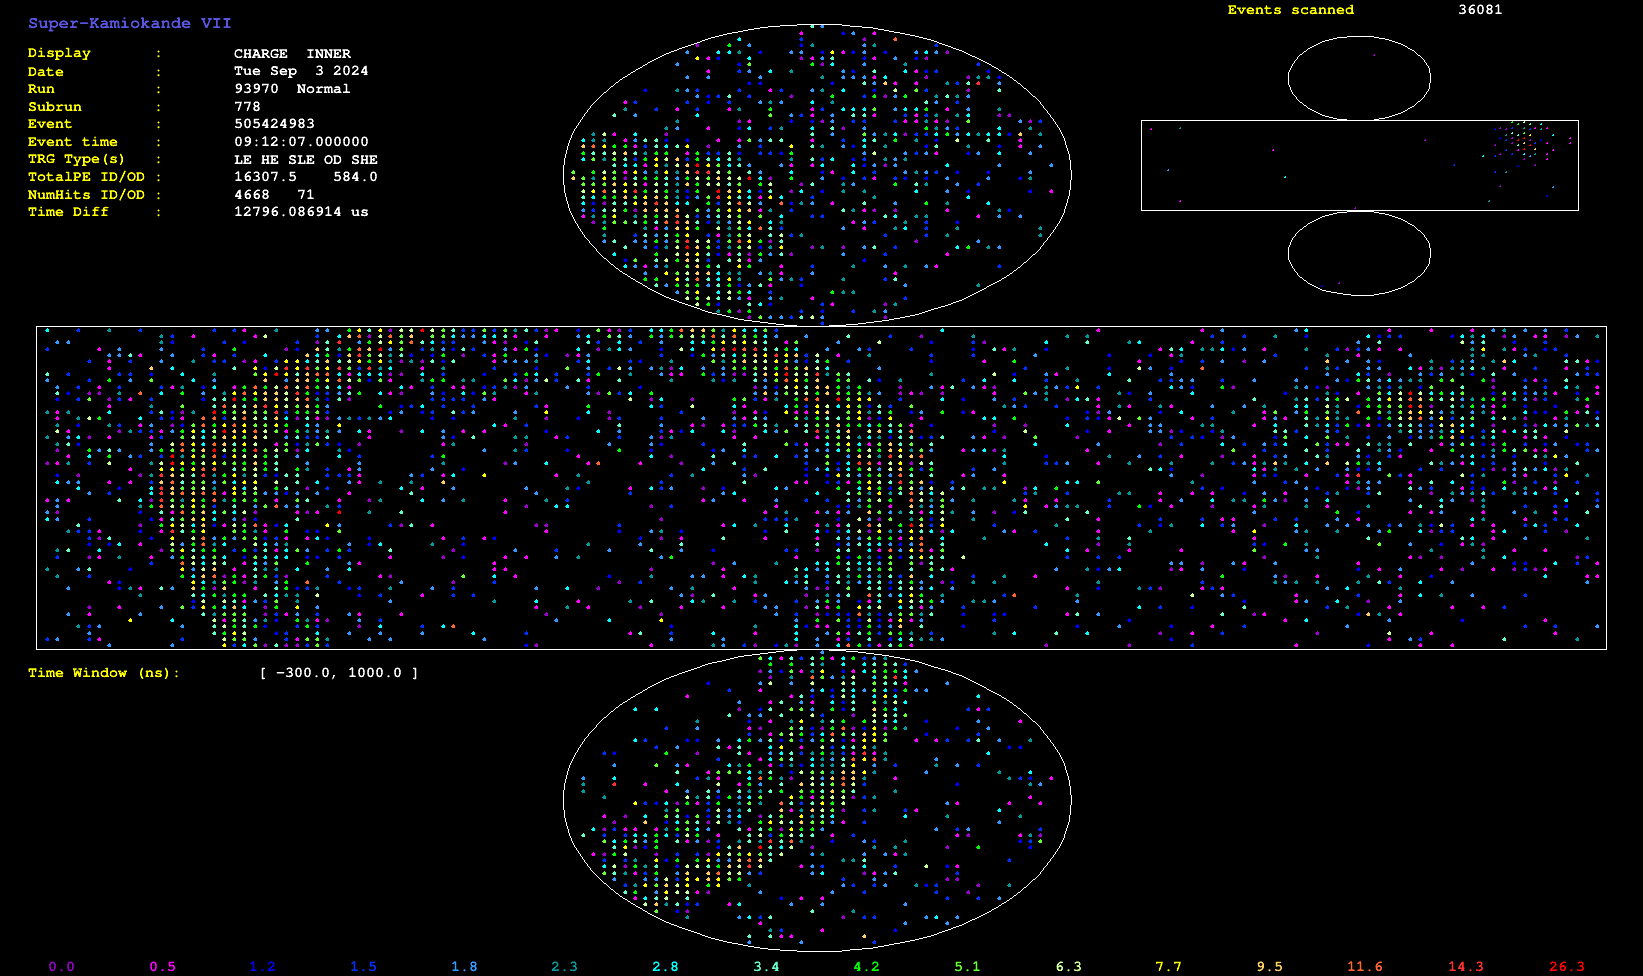 Super-Kamiokande VII
Events scanned 36081
Display : CHARGE INNER
Date : Tue Sep 3 2024
Run : 93970 Normal
Subrun : 778
Event : 505424983
Event time : 09:12:07.000000
TRG Type(s) : LE HE SLE OD SHE
TotalPE ID/OD : 16307.5 584.0
NumHits ID/OD : 4668 71
Time Diff : 12796.086914 us
Time Window (ns): [ -300.0, 1000.0 ]
0.0 0.5 1.2 1.5 1.8 2.3 2.8 3.4 4.2 5.1 6.3 7.7 9.5 11.6 14.3 26.3